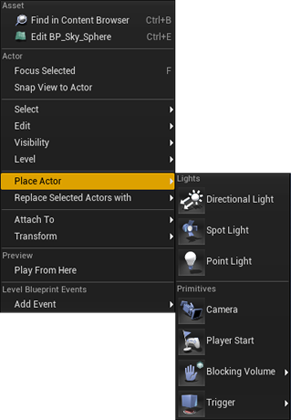 Asset
Find in Content Browser Ctrl+B
Edit BP_Sky_Sphere Ctrl+E
Actor
Focus Selected F
Snap View to Actor
Select
Edit
Visibility
Level
Place Actor
Replace Selected Actors with
Attach To
Transform
Preview
Play From Here
Level Blueprint Events
Add Event
Lights
Directional Light
Spot Light
Point Light
Primitives
Camera
Player Start
Blocking Volume
Trigger